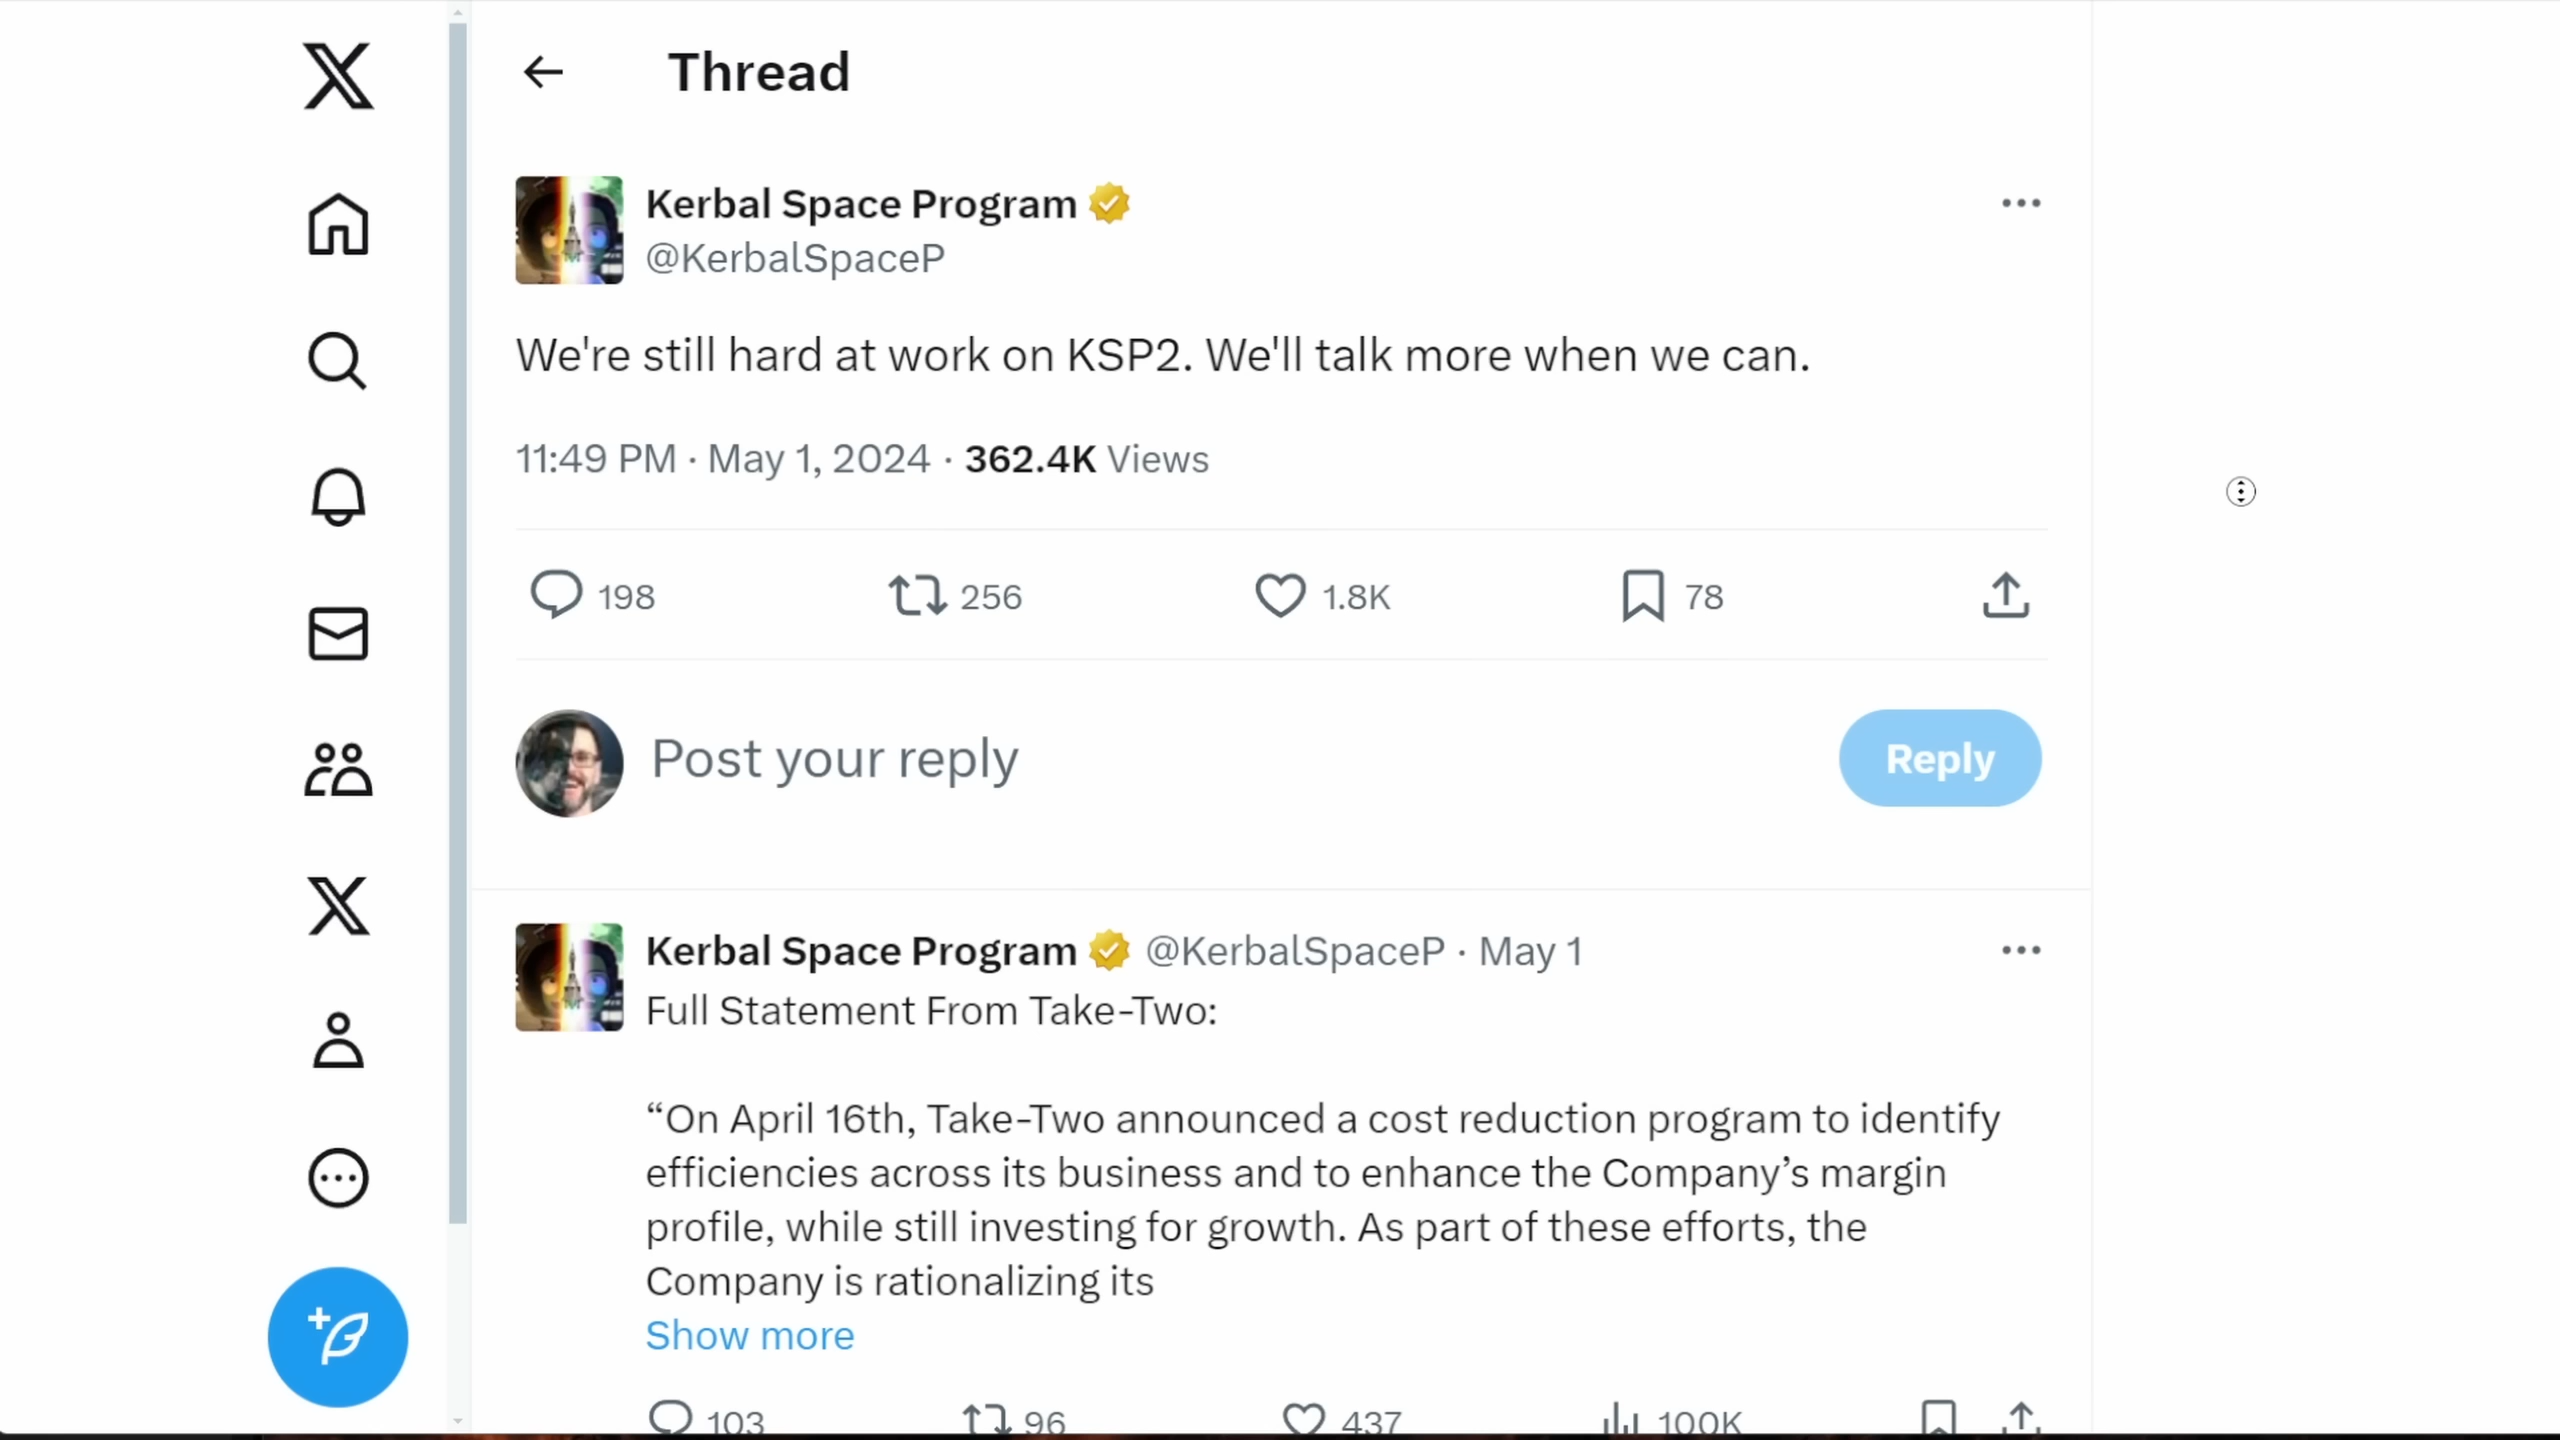 Thread
Kerbal Space Program
@KerbalSpaceP
We're still hard at work on KSP2. We'll talk more when we can.
11:49 PM · May 1, 2024 · 362.4K Views
198 256 1.8K 78
Post your reply
Reply
Kerbal Space Program @KerbalSpaceP · May 1
Full Statement From Take-Two:
“On April 16th, Take-Two announced a cost reduction program to identify
efficiencies across its business and to enhance the Company’s margin
profile, while still investing for growth. As part of these efforts, the
Company is rationalizing its
Show more
103 96 437 100K